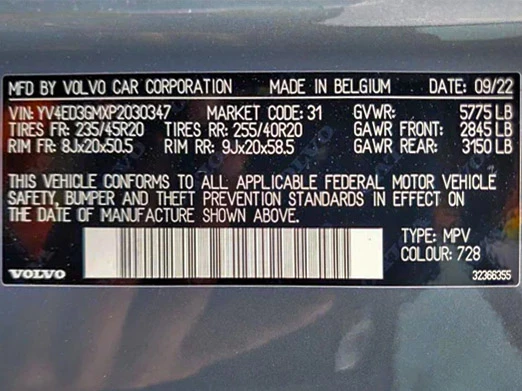 MFD BY VOLVO CAR CORPORATION MADE IN BELGIUM DATE: 09/22
VIN: YV4ED3GMXP2030347 MARKET CODE: 31 GVWR: 5775 LB
TIRES FR: 235/45R20 TIRES RR: 255/40R20 GAWR FRONT: 2845 LB
RIM FR: 8Jx20x50.5 RIM RR: 9Jx20x58.5 GAWR REAR: 3150 LB
THIS VEHICLE CONFORMS TO ALL APPLICABLE FEDERAL MOTOR VEHICLE
SAFETY, BUMPER AND THEFT PREVENTION STANDARDS IN EFFECT ON
THE DATE OF MANUFACTURE SHOWN ABOVE.
TYPE: MPV
COLOUR: 728
VOLVO 32366355